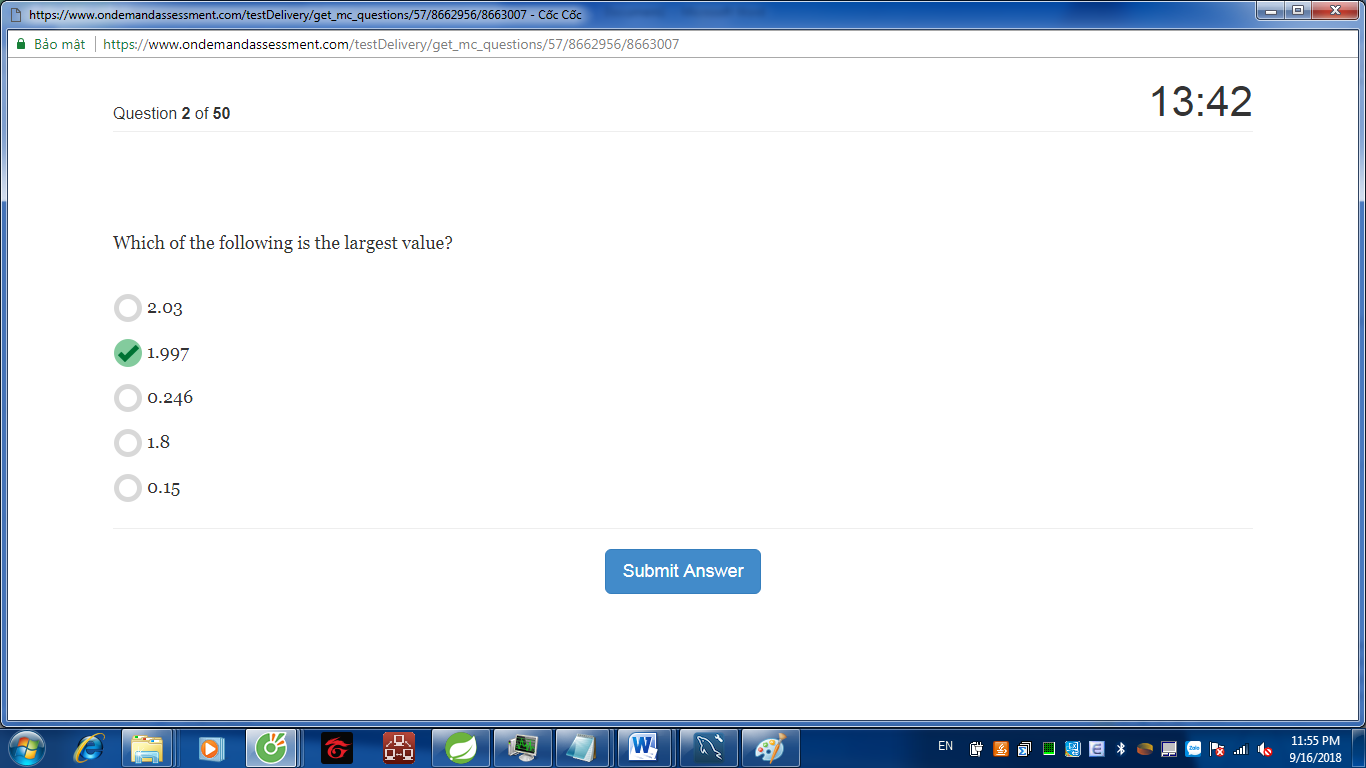 https://www.ondemandassessment.com/testDelivery/get_mc_questions/57/8662956/8663007 - Cốc Cốc
Bảo mật https://www.ondemandassessment.com/testDelivery/get_mc_questions/57/8662956/8663007
Question 2 of 50
13:42
Which of the following is the largest value?
2.03
1.997
0.246
1.8
0.15
Submit Answer
EN
11:55 PM
9/16/2018